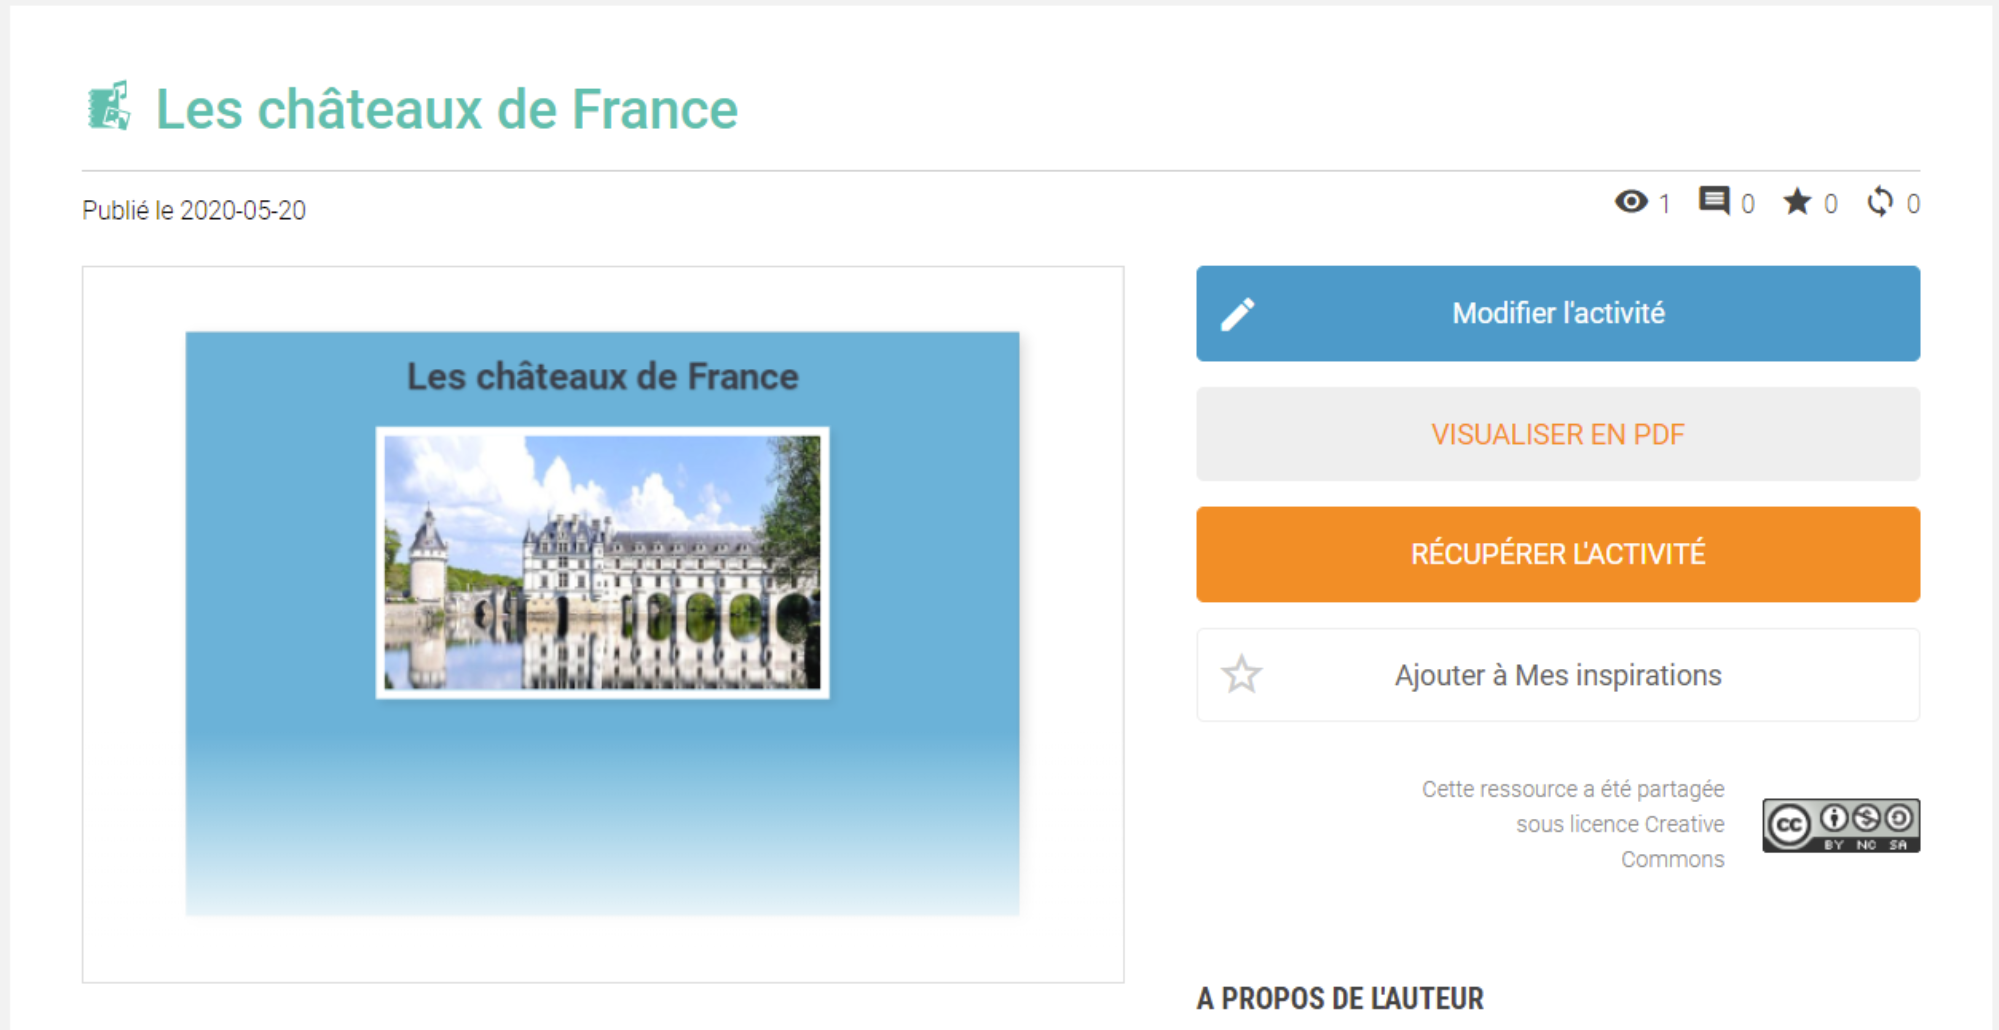 Les châteaux de France
Publié le 2020-05-20
1 0 0 0
Les châteaux de France
Modifier l'activité
VISUALISER EN PDF
RÉCUPÉRER L'ACTIVITÉ
Ajouter à Mes inspirations
Cette ressource a été partagée
sous licence Creative
Commons
cc
BY NC SA
A PROPOS DE L'AUTEUR